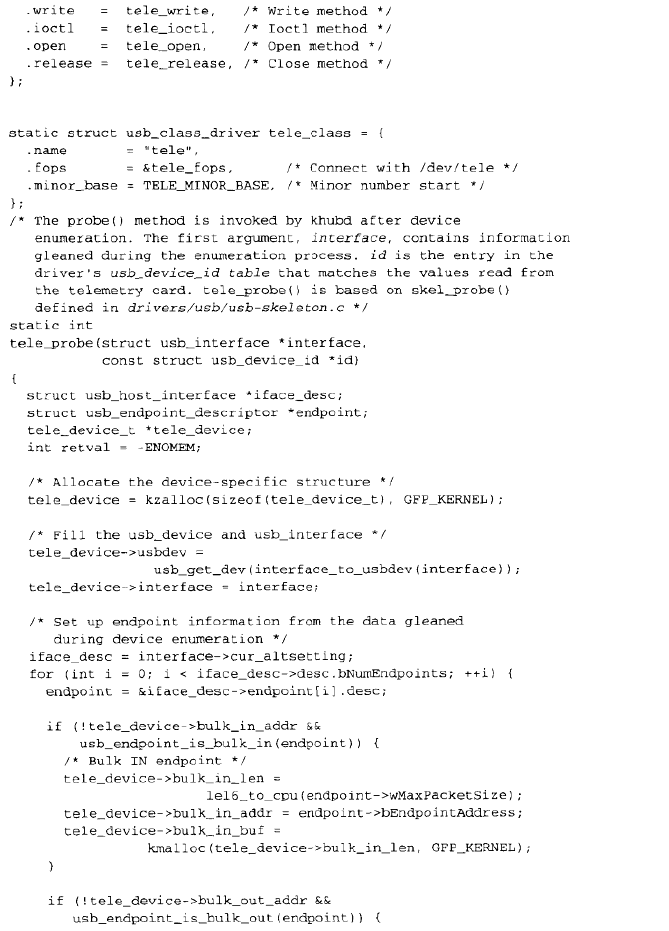 .write   =  tele_write,   /* Write method */
.ioctl   =  tele_ioctl,   /* Ioctl method */
.open    =  tele_open,    /* Open method */
.release =  tele_release, /* Close method */
};
static struct usb_class_driver tele_class = {
.name       = "tele",
.fops       = &tele_fops,      /* Connect with /dev/tele */
.minor_base = TELE_MINOR_BASE, /* Minor number start */
};
/* The probe() method is invoked by khubd after device
enumeration. The first argument, interface, contains information
gleaned during the enumeration process. id is the entry in the
driver's usb_device_id table that matches the values read from
the telemetry card. tele_probe() is based on skel_probe()
defined in drivers/usb/usb-skeleton.c */
static int
tele_probe(struct usb_interface *interface,
const struct usb_device_id *id)
{
struct usb_host_interface *iface_desc;
struct usb_endpoint_descriptor *endpoint;
tele_device_t *tele_device;
int retval = -ENOMEM;
/* Allocate the device-specific structure */
tele_device = kzalloc(sizeof(tele_device_t), GFP_KERNEL);
/* Fill the usb_device and usb_interface */
tele_device->usbdev =
usb_get_dev(interface_to_usbdev(interface));
tele_device->interface = interface;
/* Set up endpoint information from the data gleaned
during device enumeration */
iface_desc = interface->cur_altsetting;
for (int i = 0; i < iface_desc->desc.bNumEndpoints; ++i) {
endpoint = &iface_desc->endpoint[i].desc;
if (!tele_device->bulk_in_addr &&
usb_endpoint_is_bulk_in(endpoint)) {
/* Bulk IN endpoint */
tele_device->bulk_in_len =
le16_to_cpu(endpoint->wMaxPacketSize);
tele_device->bulk_in_addr = endpoint->bEndpointAddress;
tele_device->bulk_in_buf =
kmalloc(tele_device->bulk_in_len, GFP_KERNEL);
}
if (!tele_device->bulk_out_addr &&
usb_endpoint_is_bulk_out(endpoint)) {